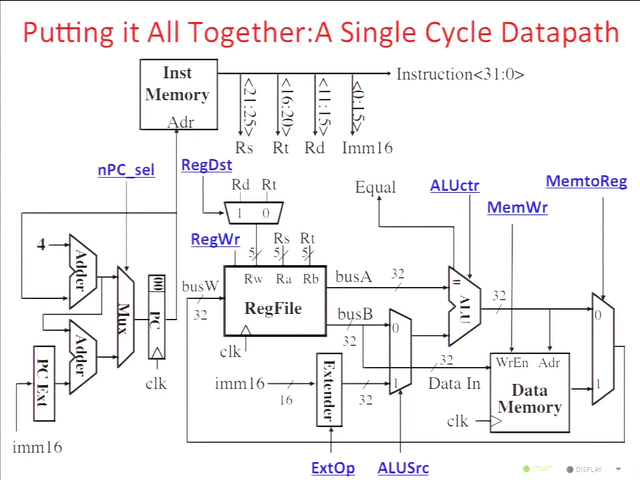 Putting it All Together:A Single Cycle Datapath
Inst
Memory
Adr
Instruction<31:0>
<21:25>
<16:20>
<11:15>
<0:15>
Rs
Rt
Rd
Imm16
nPC_sel
RegDst
Rd
Rt
1
0
Equal
ALUctr
MemtoReg
MemWr
RegWr
Rs
Rt
5
5
5
4
Adder
Adder
Mux
00
PC
PC Ext
clk
imm16
busW
32
Rw
Ra
Rb
RegFile
clk
busA
32
busB
32
0
1
=
ALU
32
0
1
32
Data In
WrEn
Adr
Data
Memory
clk
imm16
16
Extender
32
ExtOp
ALUSrc
START
DISPLAY